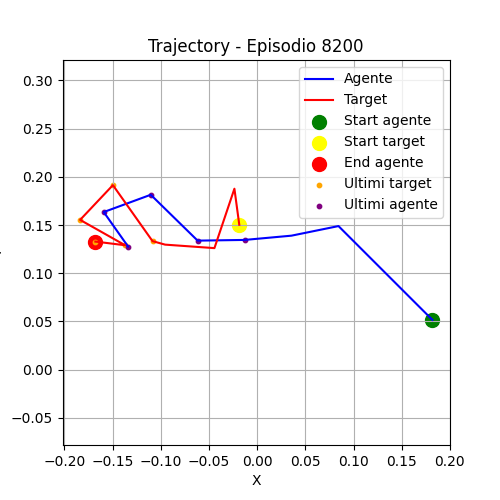 Trajectory - Episodio 8200
Agente
Target
Start agente
Start target
End agente
Ultimi target
Ultimi agente
0.30
0.25
0.20
0.15
0.10
0.05
0.00
−0.05
−0.20 −0.15 −0.10 −0.05 0.00 0.05 0.10 0.15 0.20
X